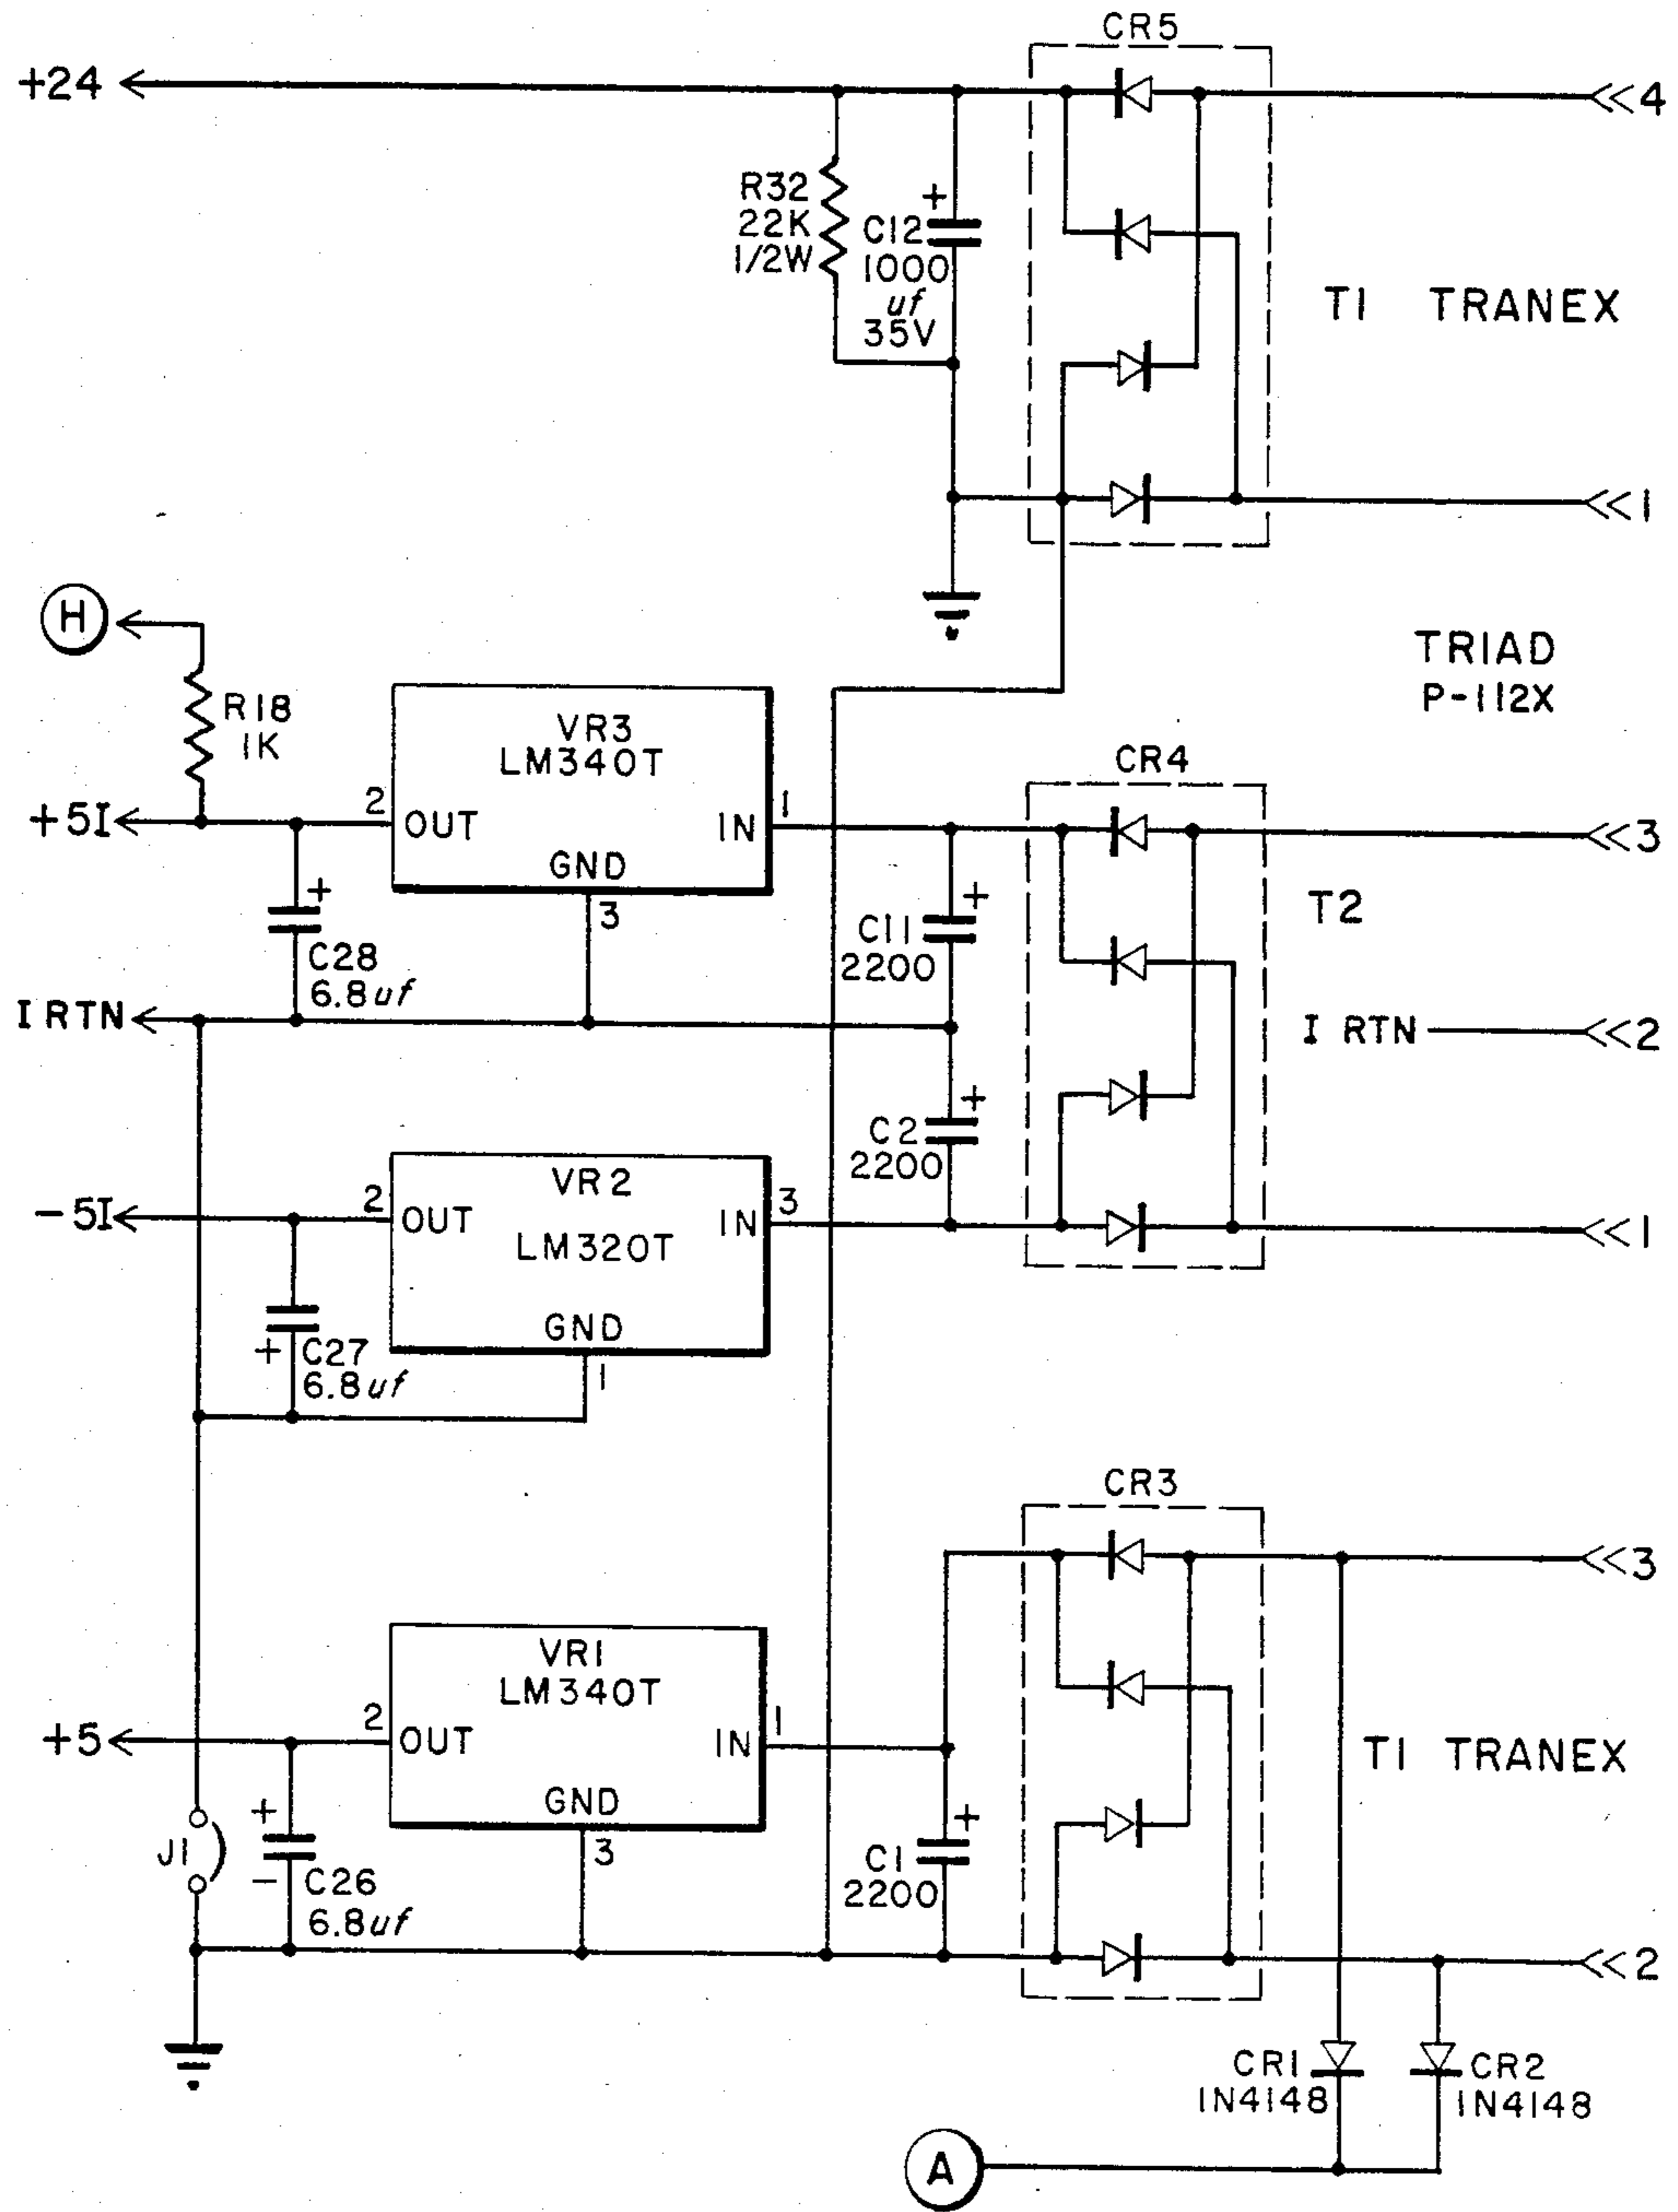 CR5
+24
4
R32
22K
1/2W
+
C12
1000
uf
35V
T1 TRANEX
1
H
R18
1K
TRIAD
P-112X
VR3
LM340T
2
OUT
IN
1
GND
3
+5I
CR4
3
T2
+
C28
6.8uf
+
C11
2200
I RTN
I RTN
2
+
C2
2200
VR2
LM320T
2
OUT
IN
3
GND
1
-5I
1
+
C27
6.8uf
CR3
3
VR1
LM340T
2
OUT
IN
1
GND
3
+5
T1 TRANEX
J1
+
-
C26
6.8uf
+
C1
2200
2
CR1
1N4148
CR2
1N4148
A